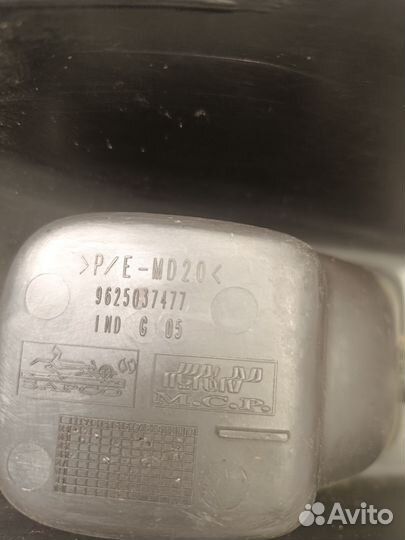 >P/E-MD20<
9625037477
IND G 05
M.C.P.
Avito